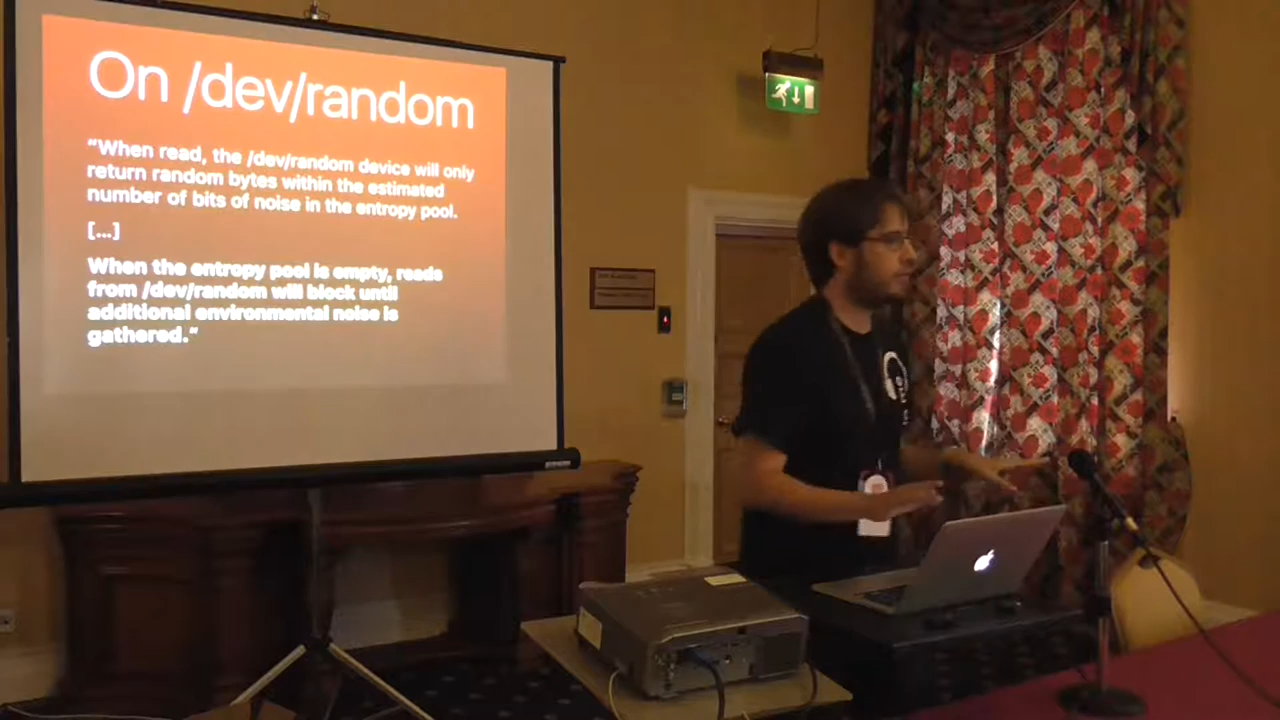 On /dev/random
“When read, the /dev/random device will only
return random bytes within the estimated
number of bits of noise in the entropy pool.
[...]
When the entropy pool is empty, reads
from /dev/random will block until
additional environmental noise is
gathered.”